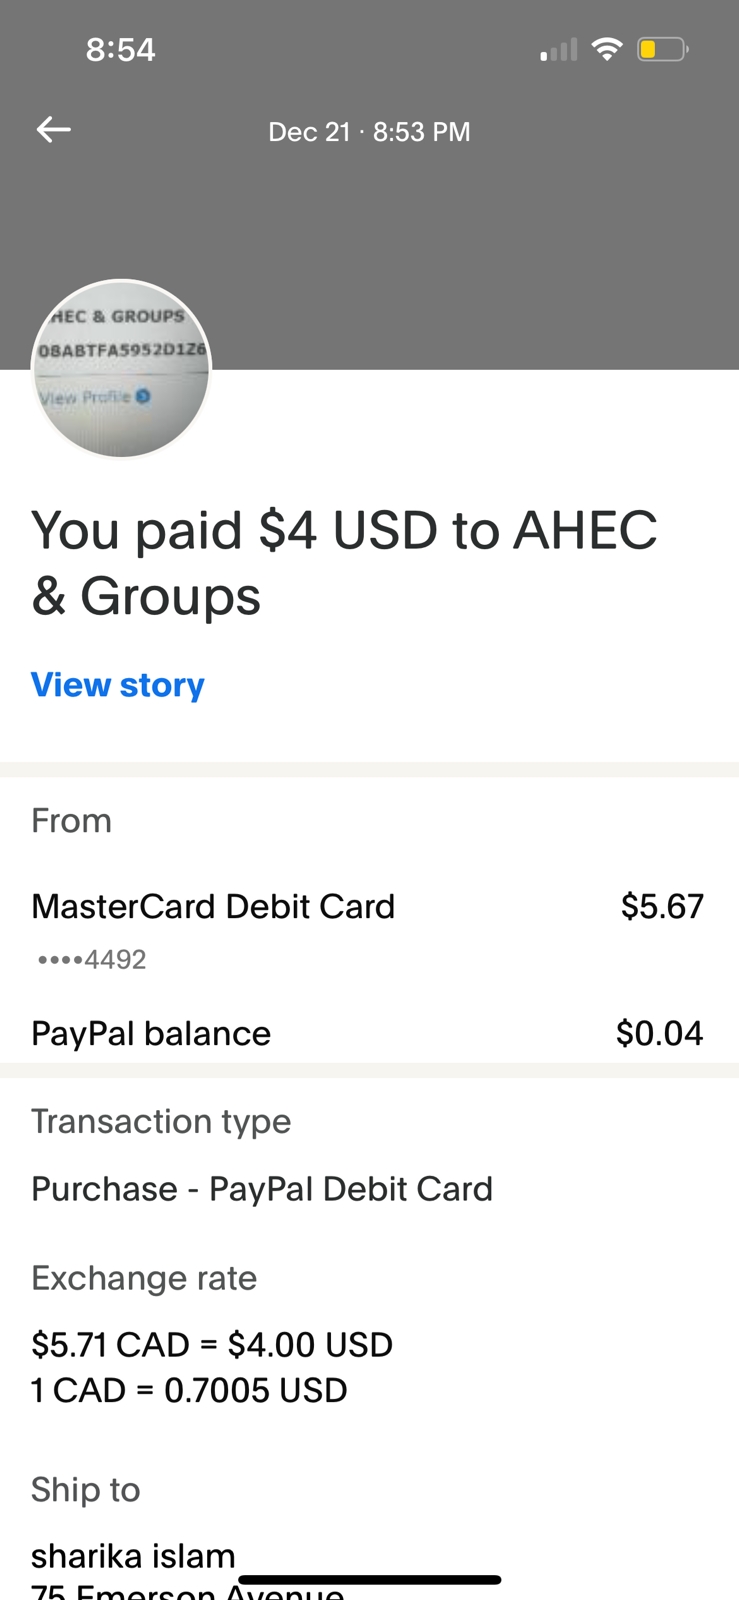 8:54
Dec 21 · 8:53 PM
HEC & GROUPS
08ABTFA5952D1Z6
View Profile
You paid $4 USD to AHEC
& Groups
View story
From
MasterCard Debit Card $5.67
••••4492
PayPal balance $0.04
Transaction type
Purchase - PayPal Debit Card
Exchange rate
$5.71 CAD = $4.00 USD
1 CAD = 0.7005 USD
Ship to
sharika islam
75 Emerson Avenue